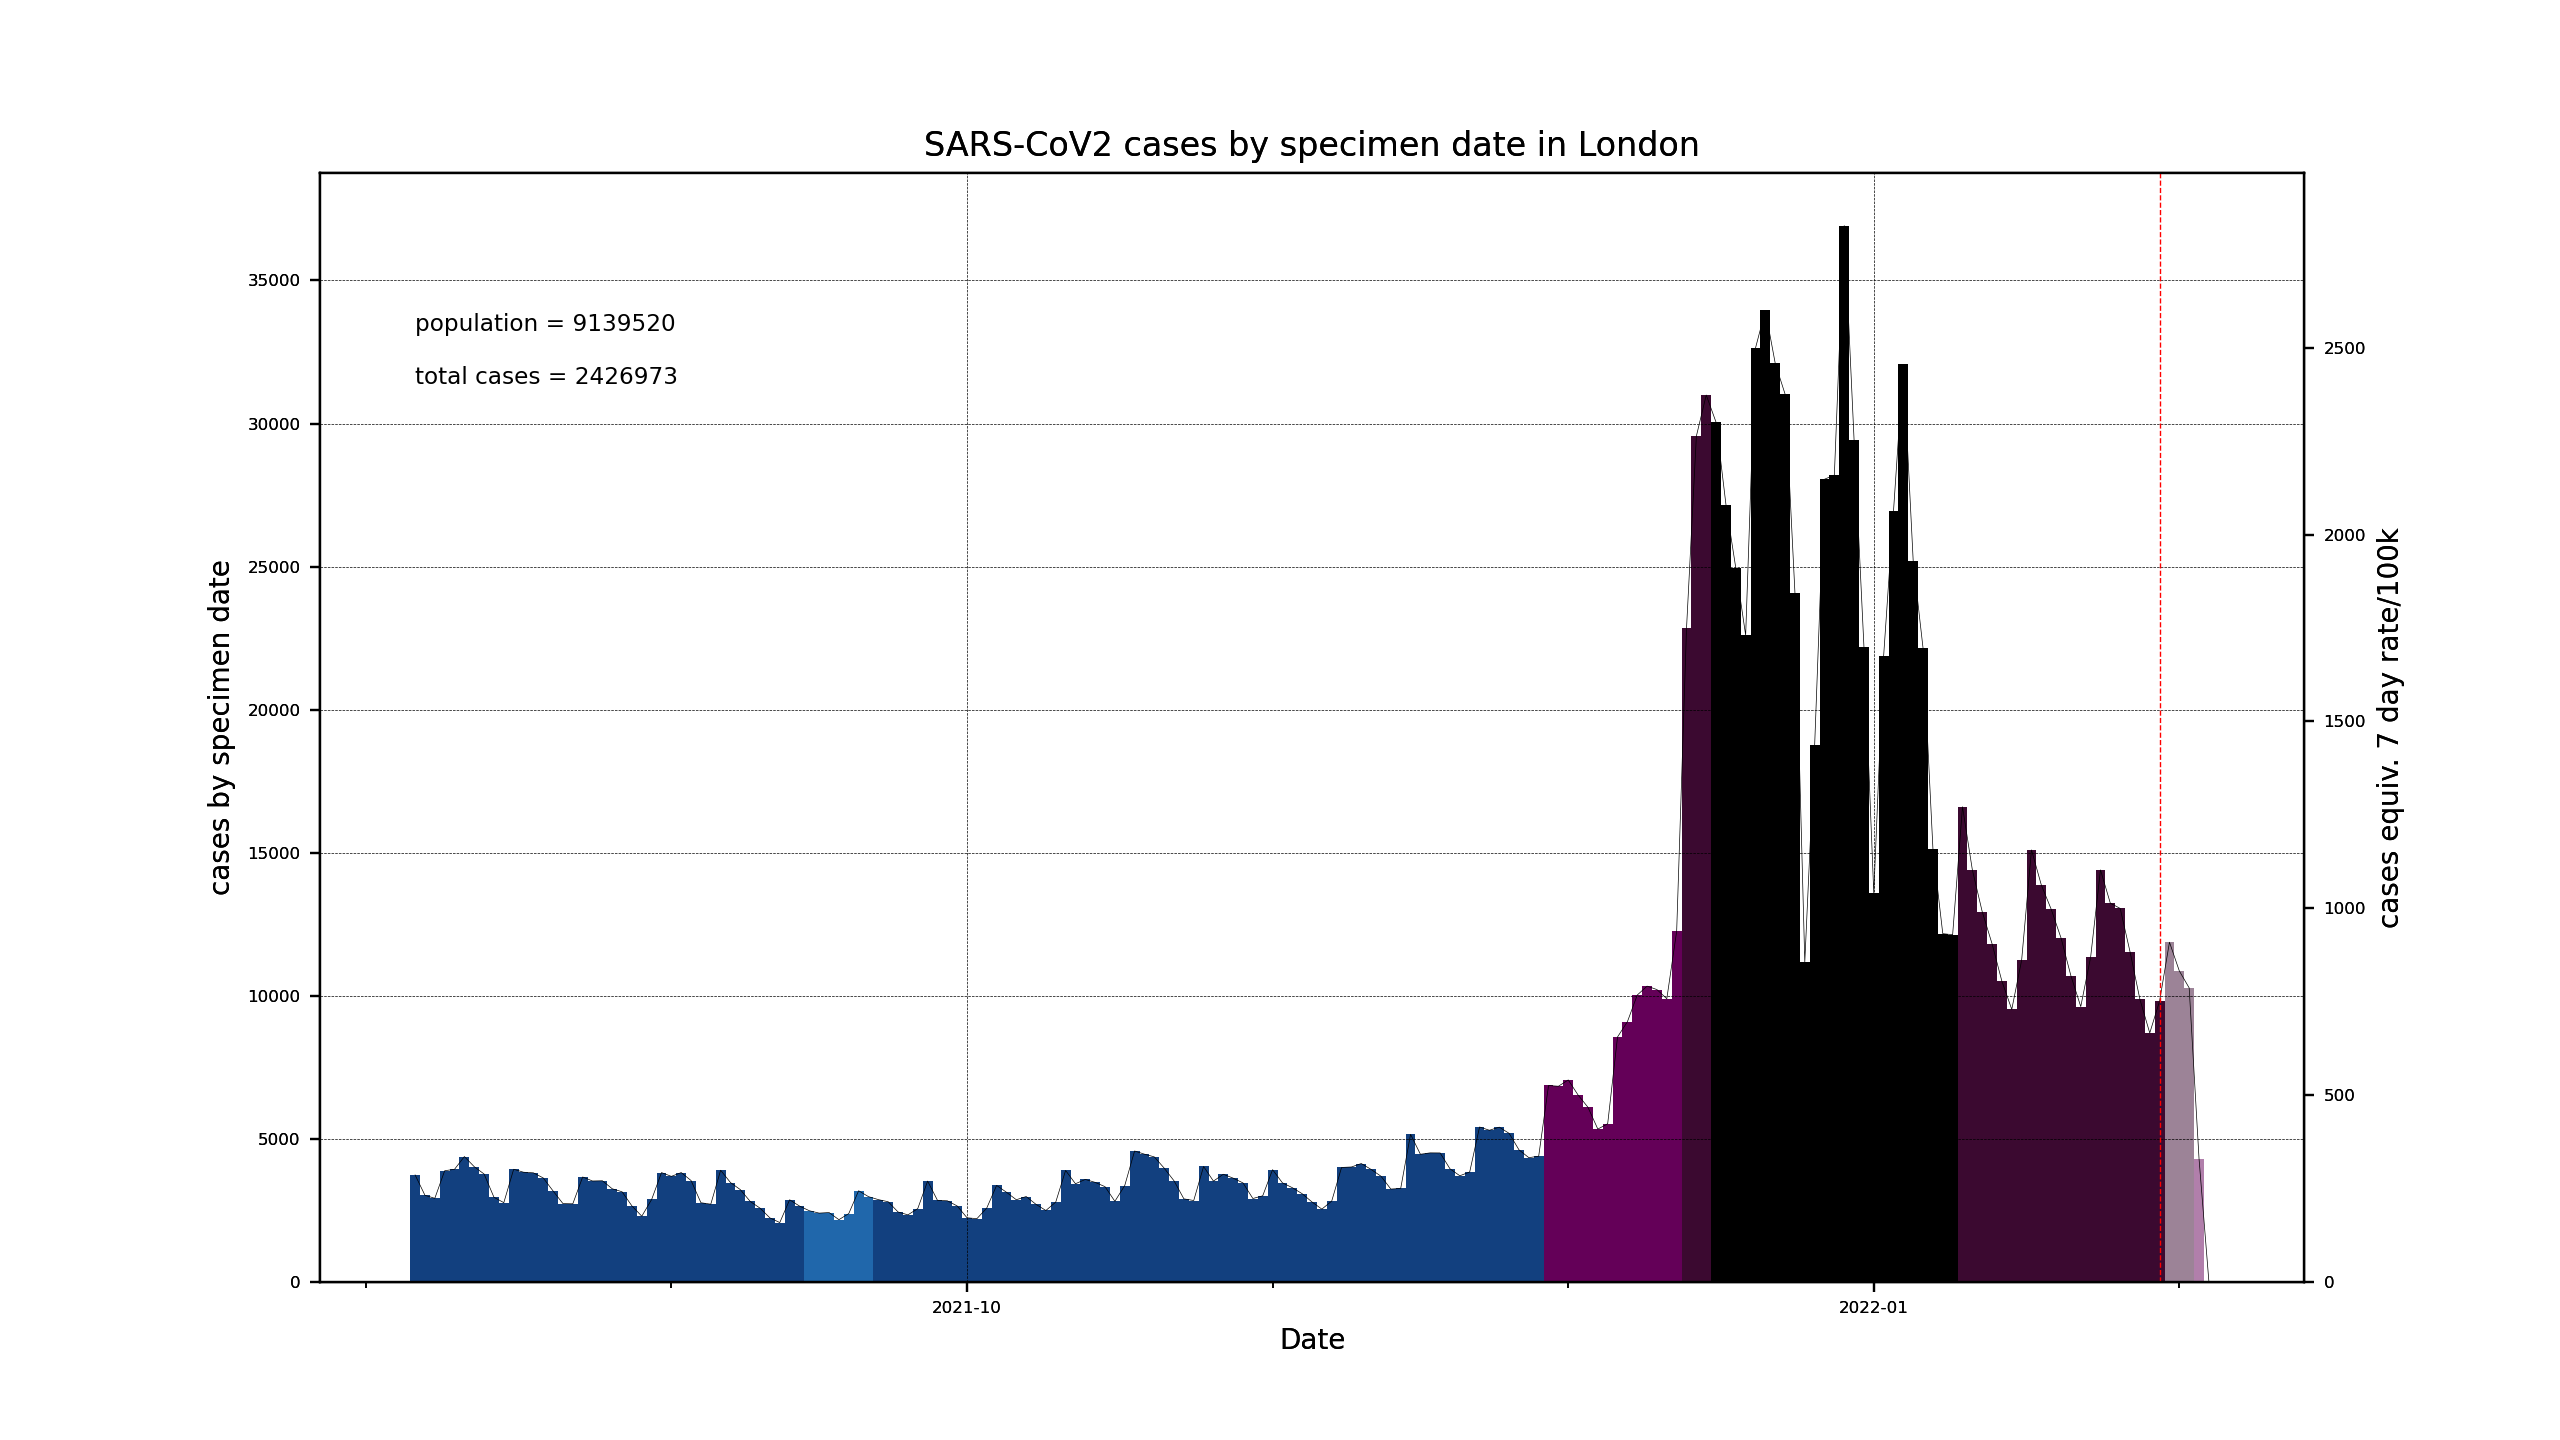 SARS-CoV2 cases by specimen date in London
population = 9139520
total cases = 2426973
cases by specimen date
35000
30000
25000
20000
15000
10000
5000
0
cases equiv. 7 day rate/100k
2500
2000
1500
1000
500
0
2021-10
2022-01
Date